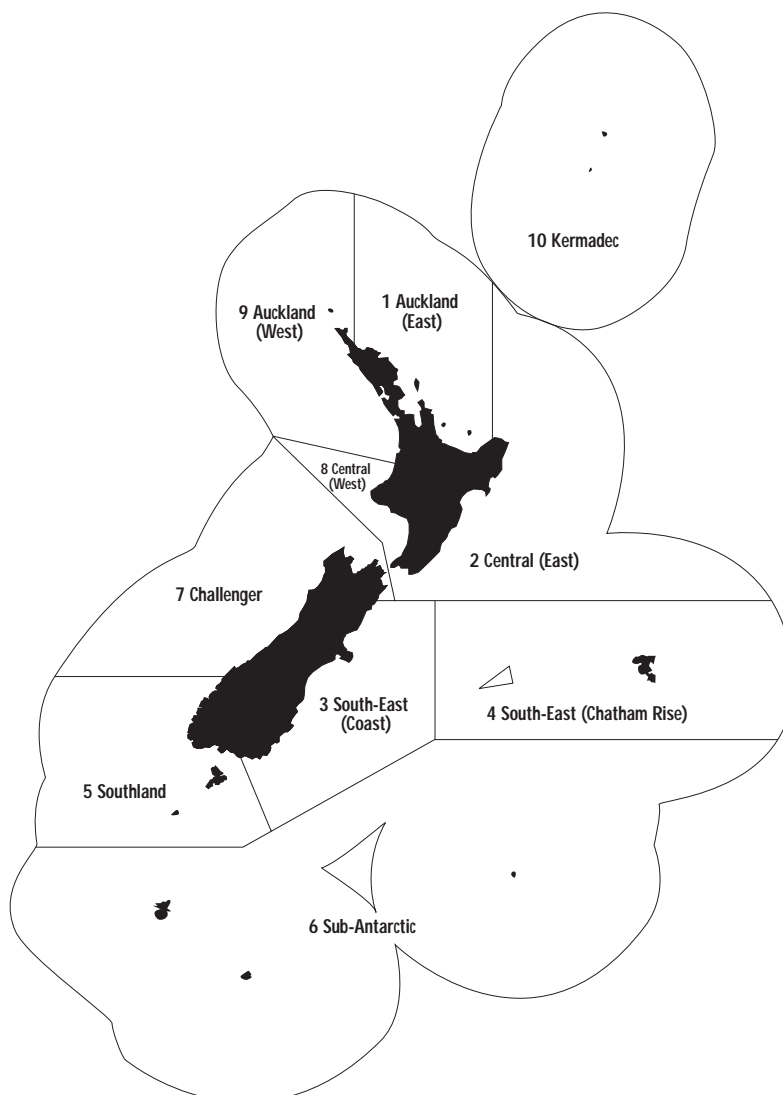 10 Kermadec
1 Auckland
(East)
9 Auckland
(West)
8 Central
(West)
2 Central (East)
7 Challenger
3 South-East
(Coast)
4 South-East (Chatham Rise)
5 Southland
6 Sub-Antarctic